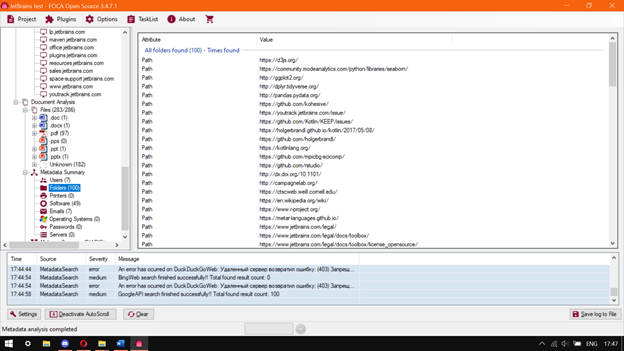 JetBrains test - FOCA Open Source 3.4.7.1
Project Plugins Options TaskList About
lp.jetbrains.com
maven.jetbrains.com
office.jetbrains.com
plugins.jetbrains.com
resources.jetbrains.com
sales.jetbrains.com
space-support.jetbrains.com
www.jetbrains.com
youtrack.jetbrains.com
Document Analysis
Files (283/286)
.doc (1)
.docx (1)
.pdf (97)
.pps (0)
.ppt (1)
.pptx (1)
Unknown (182)
Metadata Summary
Users (7)
Folders (100)
Printers (0)
Software (49)
Emails (7)
Operating Systems (0)
Passwords (0)
Servers (0)
Attribute Value
All folders found (100) - Times found
Path https://d3js.org/
Path https://community.modeanalytics.com/python/libraries/seaborn/
Path http://ggplot2.org/
Path http://dplyr.tidyverse.org/
Path http://pandas.pydata.org/
Path https://github.com/kohesive/
Path https://youtrack.jetbrains.com/issue/
Path https://github.com/Kotlin/KEEP/issues/
Path https://holgerbrandl.github.io/kotlin/2017/05/08/
Path https://github.com/holgerbrandl/
Path https://kotlinlang.org/
Path https://github.com/mpicbg-scicomp/
Path https://github.com/rstudio/
Path http://dx.doi.org/10.1101/
Path http://campagnelab.org/
Path https://ctscweb.weill.cornell.edu/
Path https://en.wikipedia.org/wiki/
Path https://www.r-project.org/
Path https://meta-languages.github.io/
Path https://www.jetbrains.com/legal/
Path https://www.jetbrains.com/legal/docs/toolbox/
Path https://www.jetbrains.com/legal/docs/toolbox/license_opensource/
Time Source Severity Message
17:44:44 MetadataSearch error An error has ocurred on DuckDuckGoWeb: Удаленный сервер возвратил ошибку: (403) Запрещ...
17:44:54 MetadataSearch medium BingWeb search finished successfully!! Total found result count: 0
17:44:54 MetadataSearch error An error has ocurred on DuckDuckGoWeb: Удаленный сервер возвратил ошибку: (403) Запрещ...
17:44:58 MetadataSearch medium GoogleAPI search finished successfully!! Total found result count: 100
Settings Deactivate AutoScroll Clear Save log to File
Metadata analysis completed
ENG 17:47